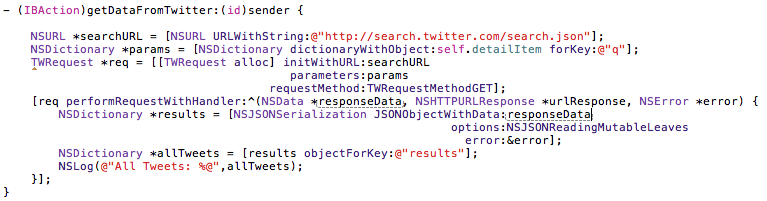 - (IBAction)getDataFromTwitter:(id)sender {
NSURL *searchURL = [NSURL URLWithString:@"http://search.twitter.com/search.json"];
NSDictionary *params = [NSDictionary dictionaryWithObject:self.detailItem forKey:@"q"];
TWRequest *req = [[TWRequest alloc] initWithURL:searchURL
parameters:params
requestMethod:TWRequestMethodGET];
[req performRequestWithHandler:^(NSData *responseData, NSHTTPURLResponse *urlResponse, NSError *error) {
NSDictionary *results = [NSJSONSerialization JSONObjectWithData:responseData
options:NSJSONReadingMutableLeaves
error:&error];
NSDictionary *allTweets = [results objectForKey:@"results"];
NSLog(@"All Tweets: %@",allTweets);
}];
}